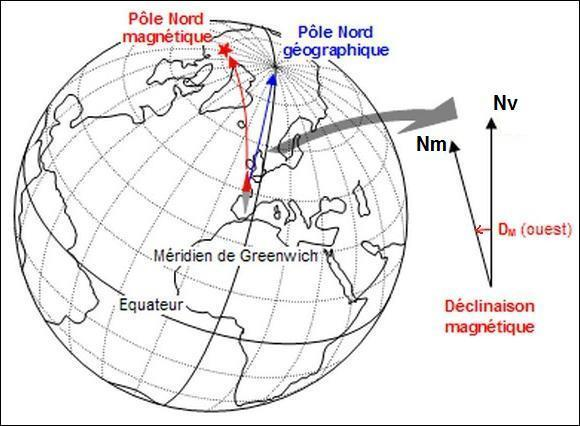 Pôle Nord
magnétique
Pôle Nord
géographique
Nv
Nm
DM (ouest)
Méridien de Greenwich
Equateur
Déclinaison
magnétique